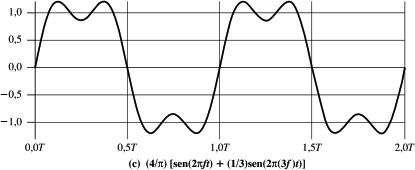 1,0
0,5
0,0
−0,5
−1,0
0,0T 0,5T 1,0T 1,5T 2,0T
(c) (4/π) [sen(2πft) + (1/3)sen(2π(3f)t)]